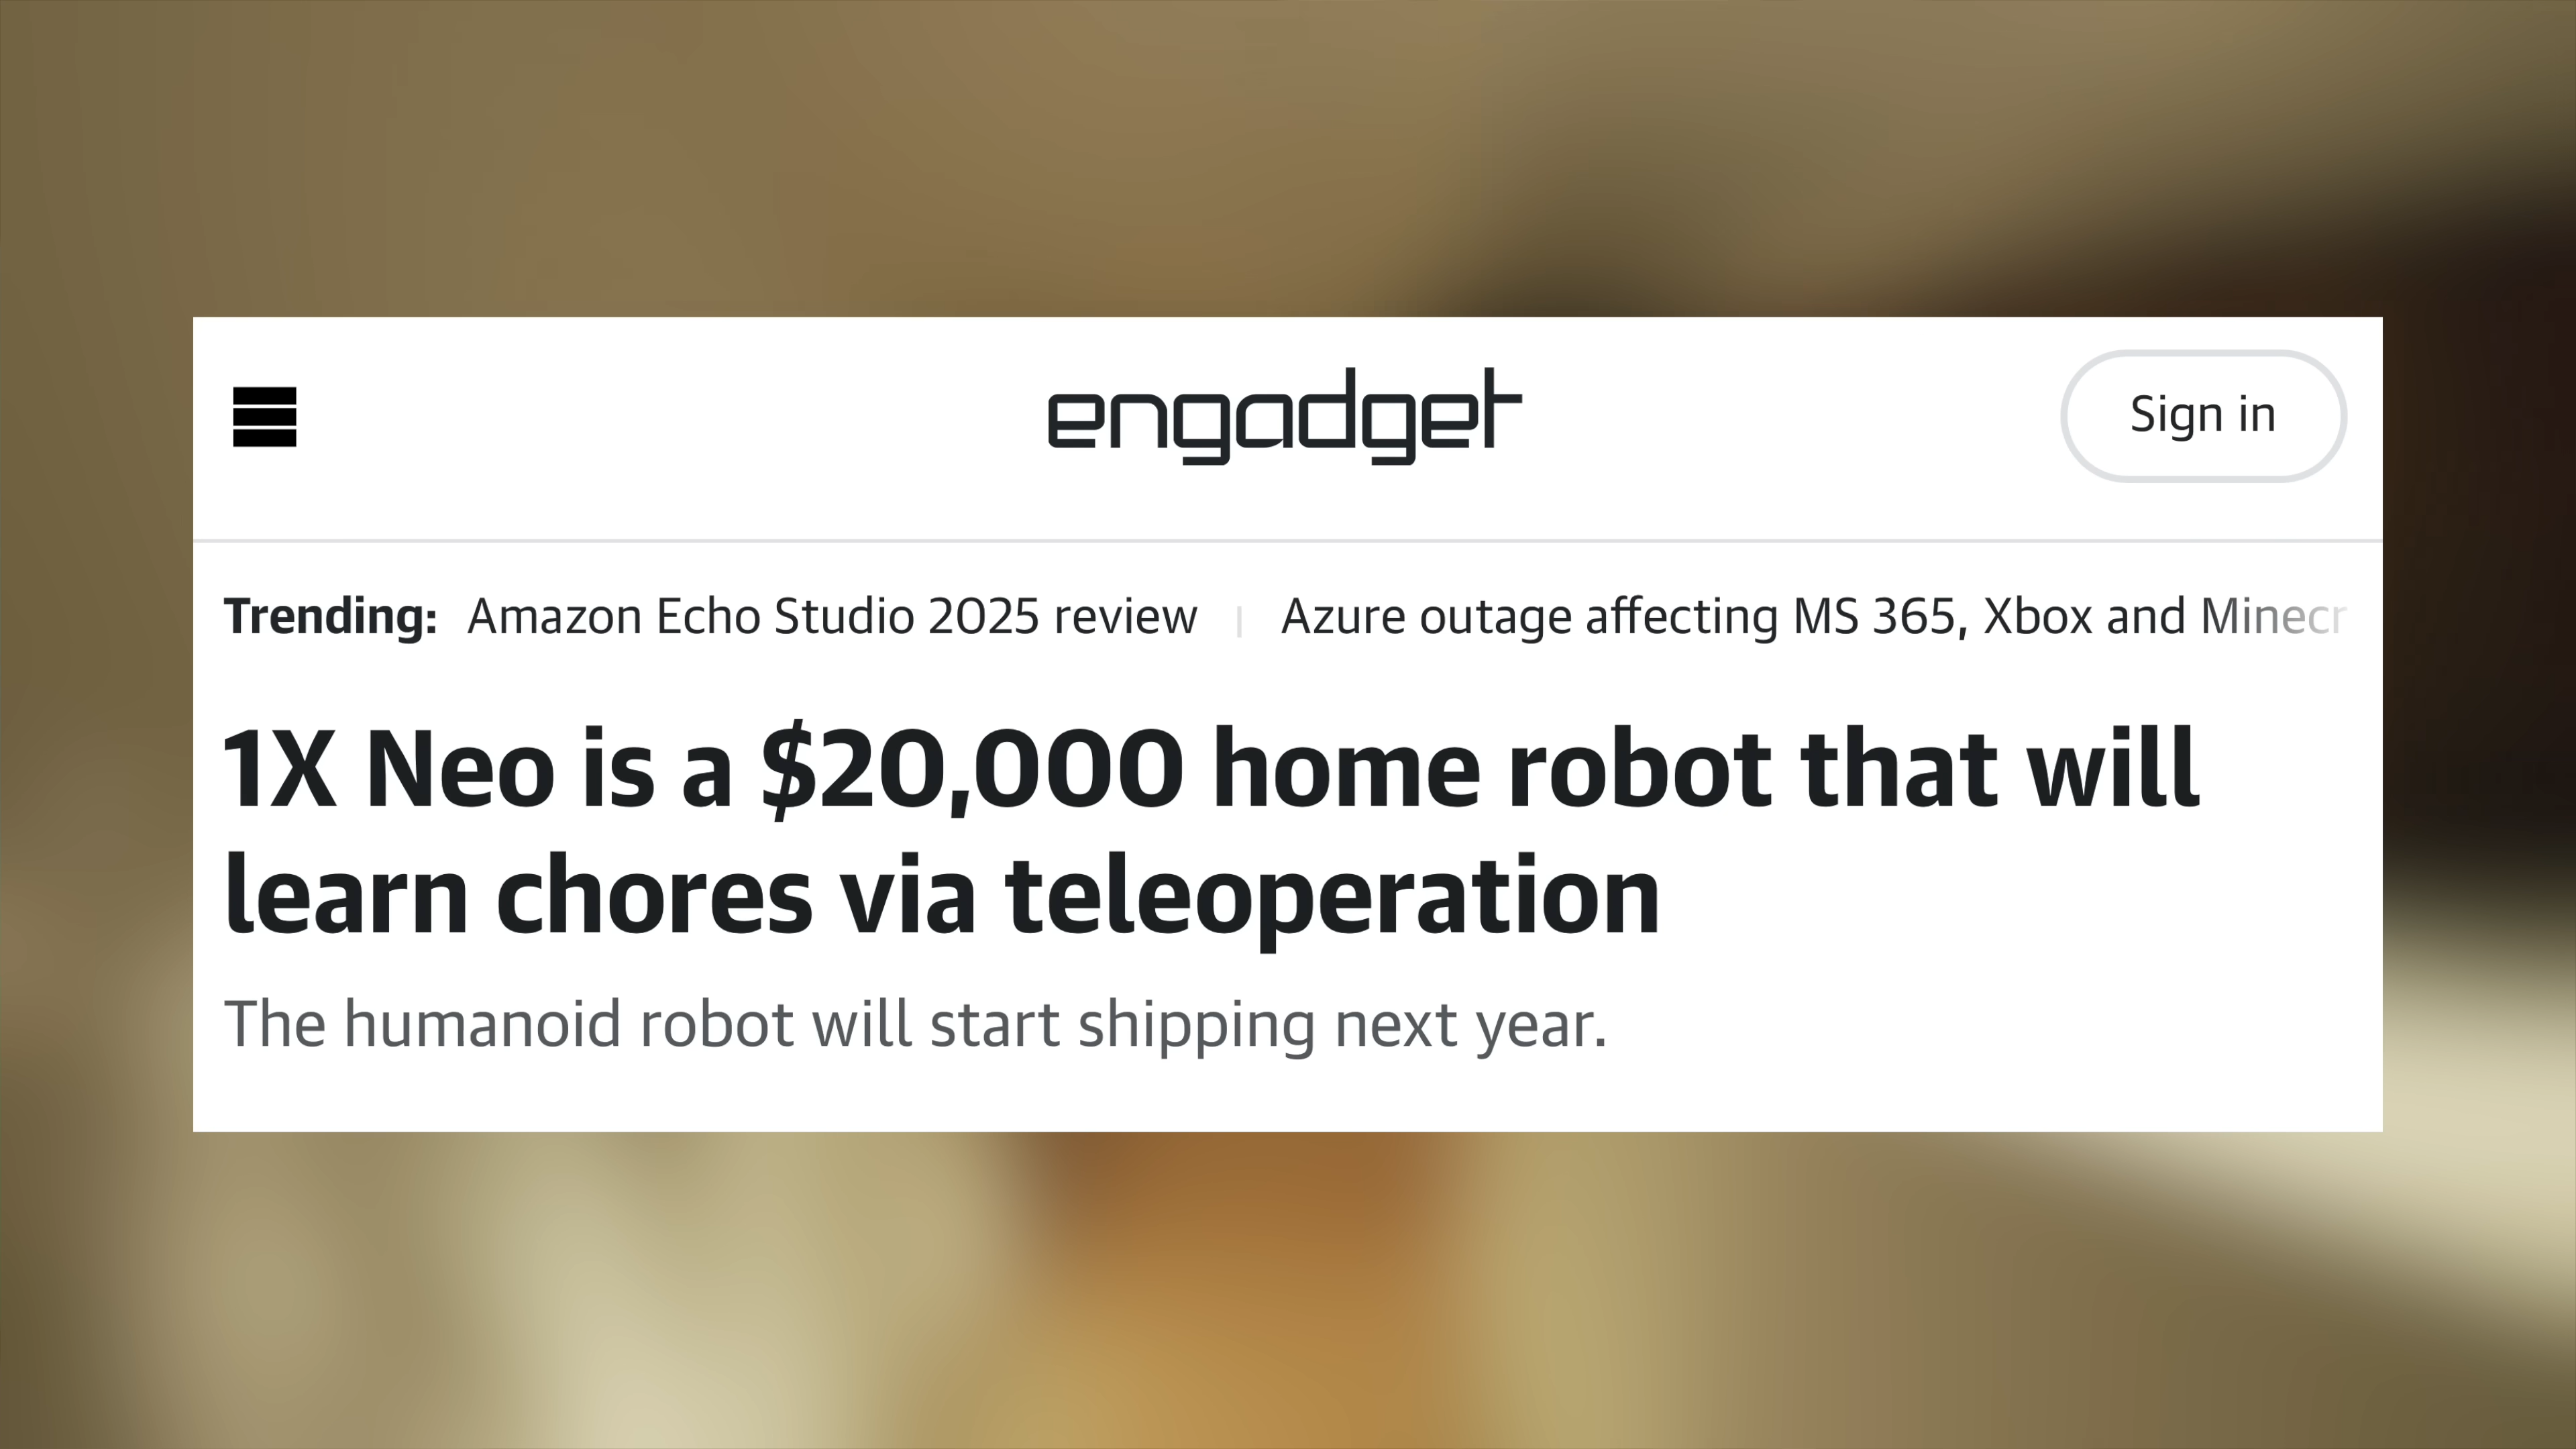 engadget
Sign in
Trending: Amazon Echo Studio 2025 review | Azure outage affecting MS 365, Xbox and Minecr
1X Neo is a $20,000 home robot that will
learn chores via teleoperation
The humanoid robot will start shipping next year.